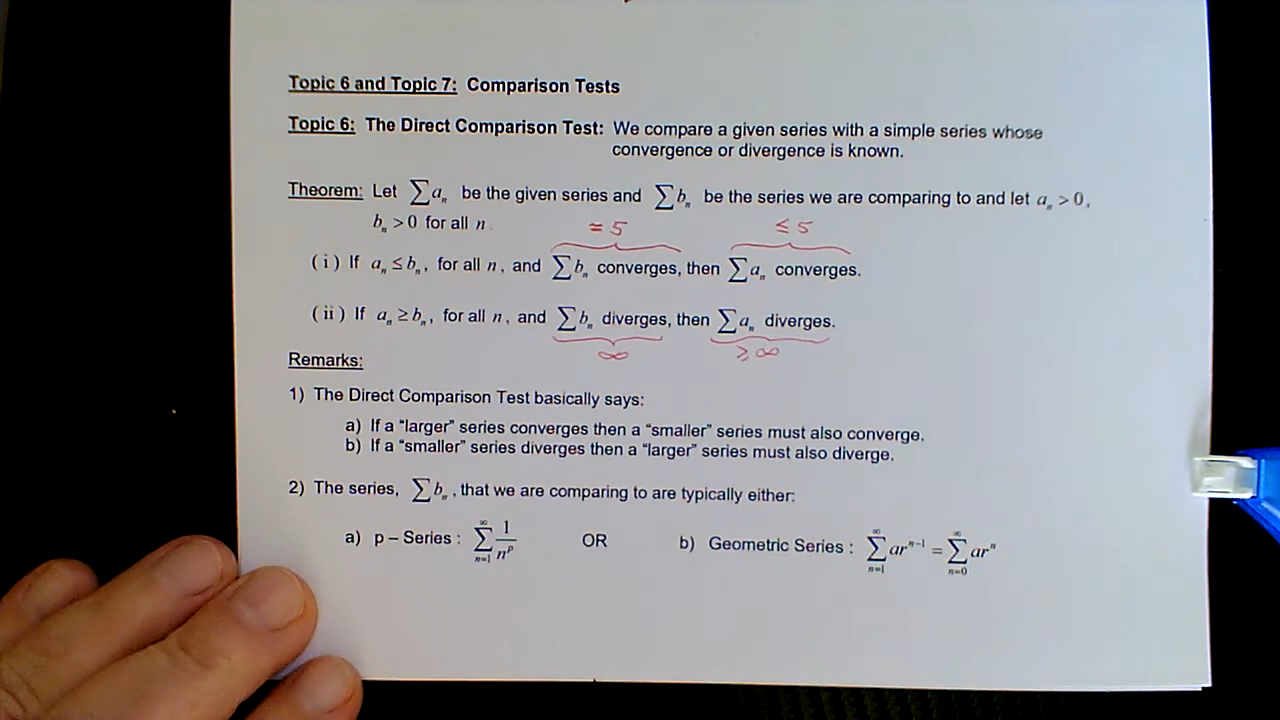 Topic 6 and Topic 7: Comparison Tests
Topic 6: The Direct Comparison Test: We compare a given series with a simple series whose
convergence or divergence is known.
Theorem: Let ∑aₙ be the given series and ∑bₙ be the series we are comparing to and let aₙ > 0,
bₙ > 0 for all n.
= 5 ≤ 5
(i) If aₙ ≤ bₙ, for all n, and ∑bₙ converges, then ∑aₙ converges.
(ii) If aₙ ≥ bₙ, for all n, and ∑bₙ diverges, then ∑aₙ diverges.
∞ ≥ ∞
Remarks:
1) The Direct Comparison Test basically says:
a) If a “larger” series converges then a “smaller” series must also converge.
b) If a “smaller” series diverges then a “larger” series must also diverge.
2) The series, ∑bₙ, that we are comparing to are typically either:
a) p – Series : ∑_{n=1}^{∞} 1/n^p OR b) Geometric Series : ∑_{n=1}^{∞} ar^{n-1} = ∑_{n=0}^{∞} ar^n